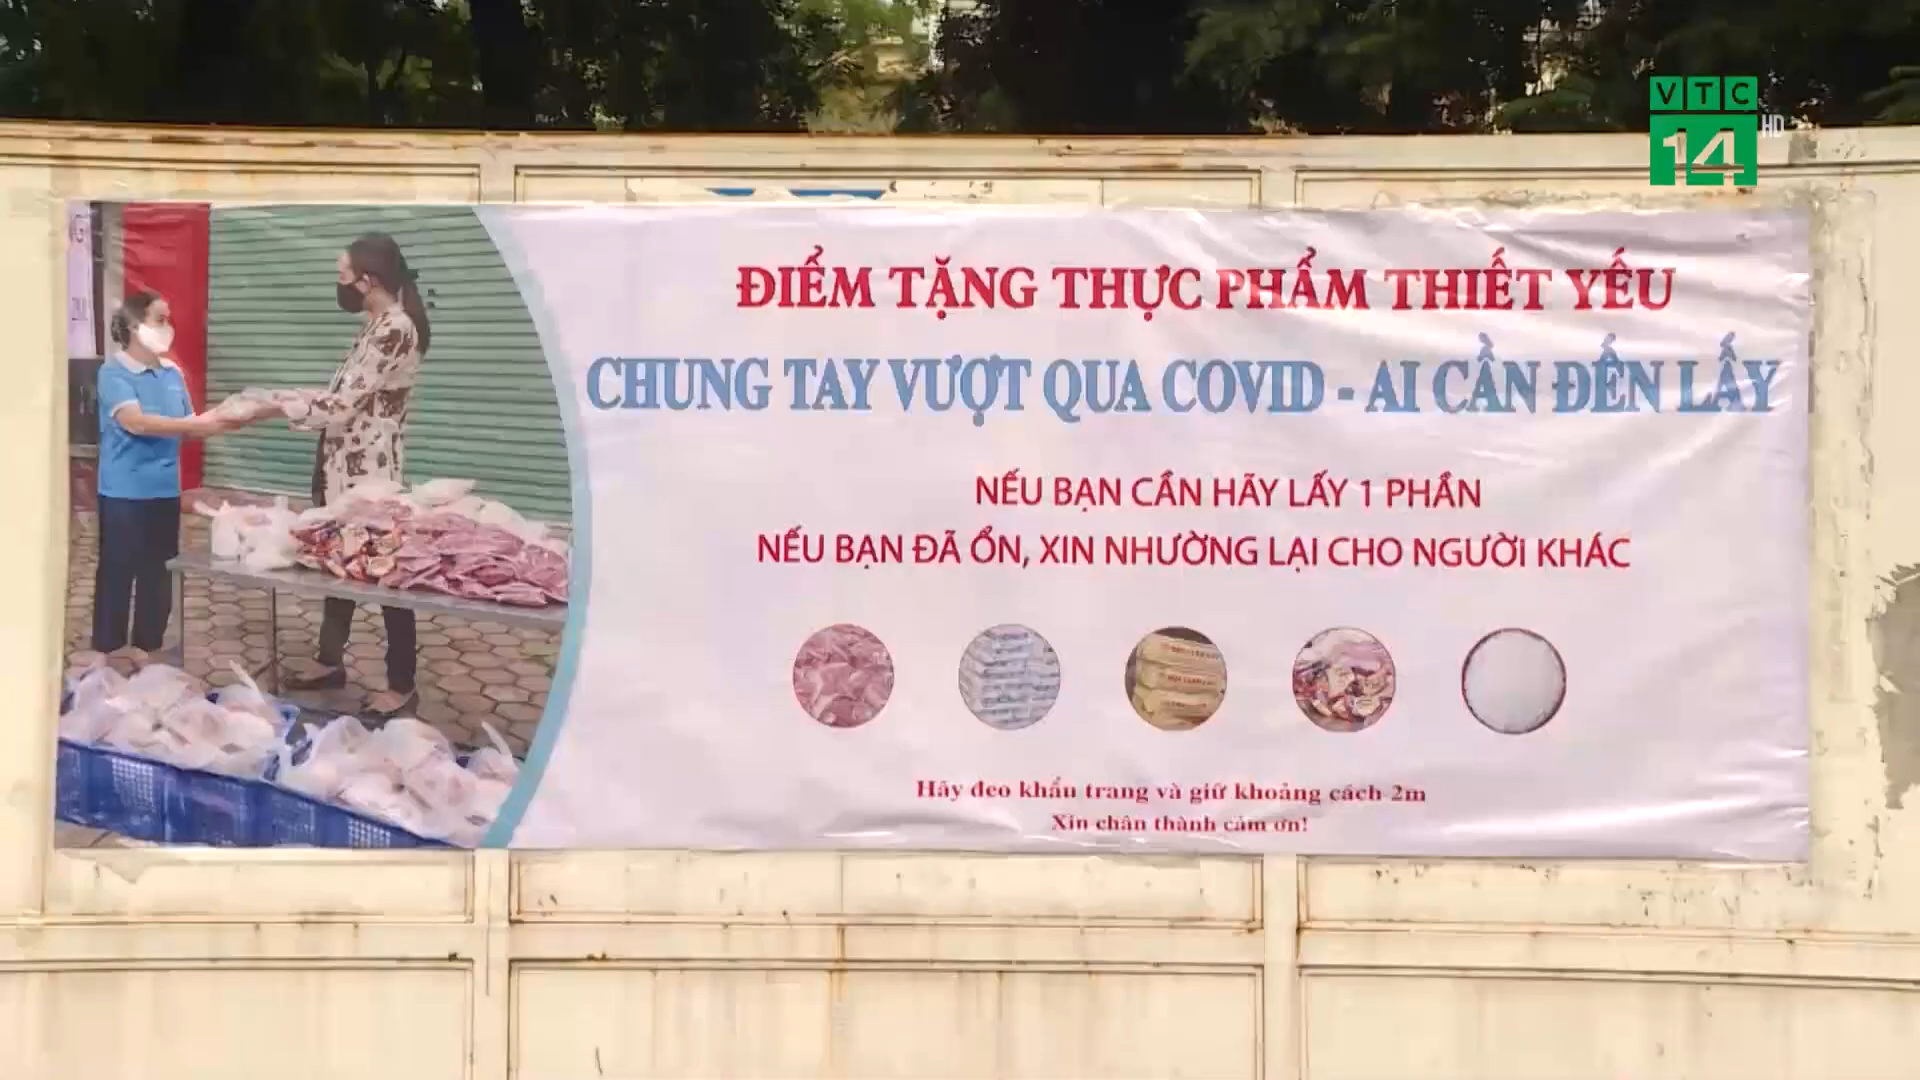 VTC
14 HD
ĐIỂM TẶNG THỰC PHẨM THIẾT YẾU
CHUNG TAY VƯỢT QUA COVID - AI CẦN ĐẾN LẤY
NẾU BẠN CẦN HÃY LẤY 1 PHẦN
NẾU BẠN ĐÃ ỔN, XIN NHƯỜNG LẠI CHO NGƯỜI KHÁC
Hãy đeo khẩu trang và giữ khoảng cách 2m
Xin chân thành cảm ơn!